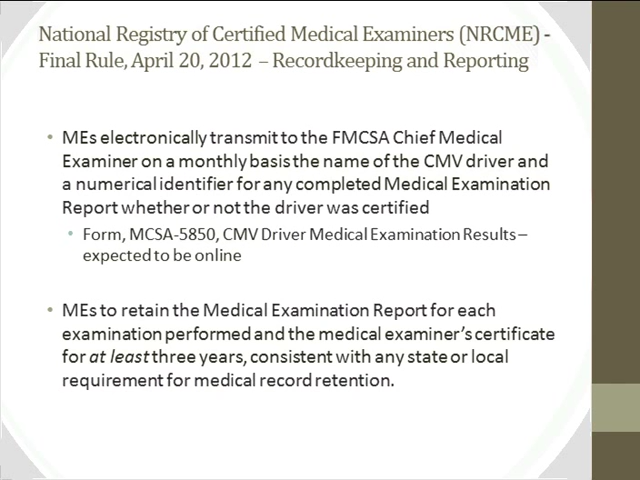 National Registry of Certified Medical Examiners (NRCME) -
Final Rule, April 20, 2012 – Recordkeeping and Reporting
• MEs electronically transmit to the FMCSA Chief Medical
Examiner on a monthly basis the name of the CMV driver and
a numerical identifier for any completed Medical Examination
Report whether or not the driver was certified
• Form, MCSA-5850, CMV Driver Medical Examination Results –
expected to be online
• MEs to retain the Medical Examination Report for each
examination performed and the medical examiner's certificate
for at least three years, consistent with any state or local
requirement for medical record retention.